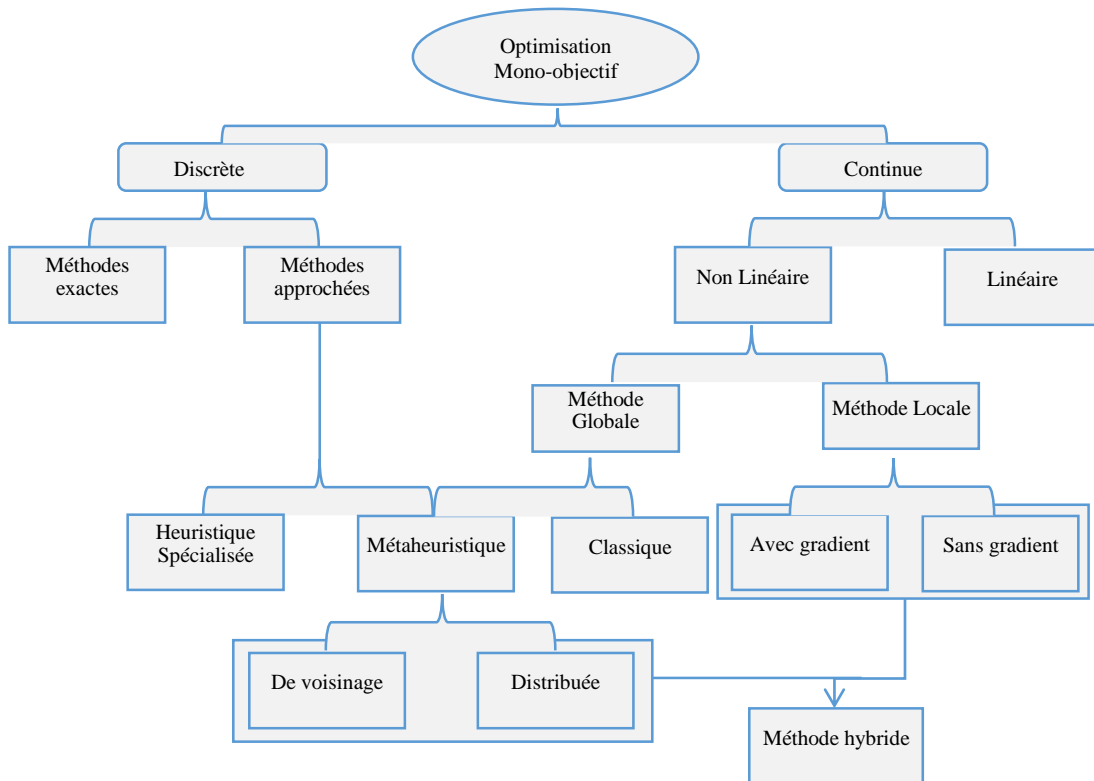 Optimisation
Mono-objectif
Discrète
Continue
Méthodes
exactes
Méthodes
approchées
Non Linéaire
Linéaire
Méthode
Globale
Méthode Locale
Heuristique
Spécialisée
Métaheuristique
Classique
Avec gradient
Sans gradient
De voisinage
Distribuée
Méthode hybride